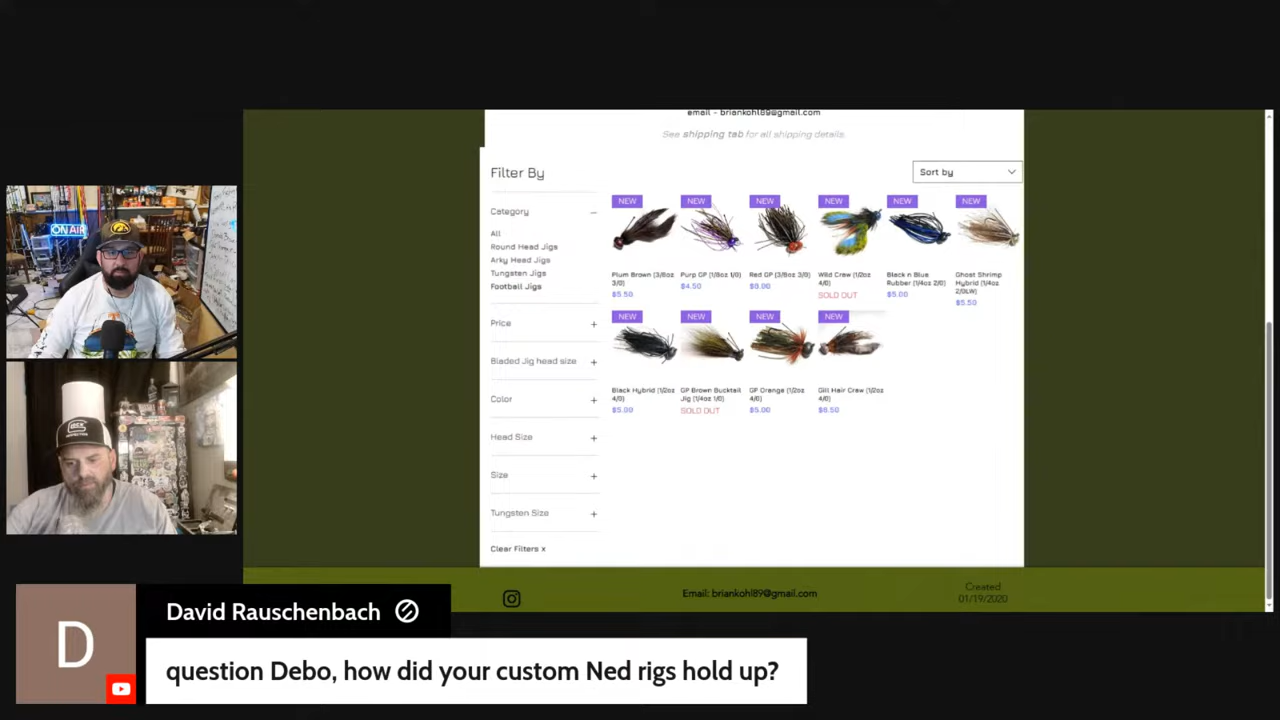 email - briankohl89@gmail.com
See shipping tab for all shipping details.
Filter By
Sort by
Category
All
Round Head Jigs
Arky Head Jigs
Tungsten Jigs
Football Jigs
Price
Bladed Jig head size
Color
Head Size
Size
Tungsten Size
Clear Filters x
NEW
Plum Brown (3/8oz
3/0)
$5.50
NEW
Purp GP (1/8oz 1/0)
$4.50
NEW
Red GP (3/8oz 3/0)
$8.00
NEW
Wild Craw (1/2oz
4/0)
SOLD OUT
NEW
Black n Blue
Rubber (1/4oz 2/0)
$5.00
NEW
Ghost Shrimp
Hybrid (1/4oz
2/0LW)
$5.50
NEW
Black Hybrid (1/2oz
4/0)
$5.00
NEW
GP Brown Bucktail
Jig (1/4oz 1/0)
SOLD OUT
NEW
GP Orange (1/2oz
4/0)
$5.00
NEW
Gill Hair Craw (1/2oz
4/0)
$8.50
Email: briankohl89@gmail.com
Created
01/19/2020
ON AIR
D
David Rauschenbach
question Debo, how did your custom Ned rigs hold up?